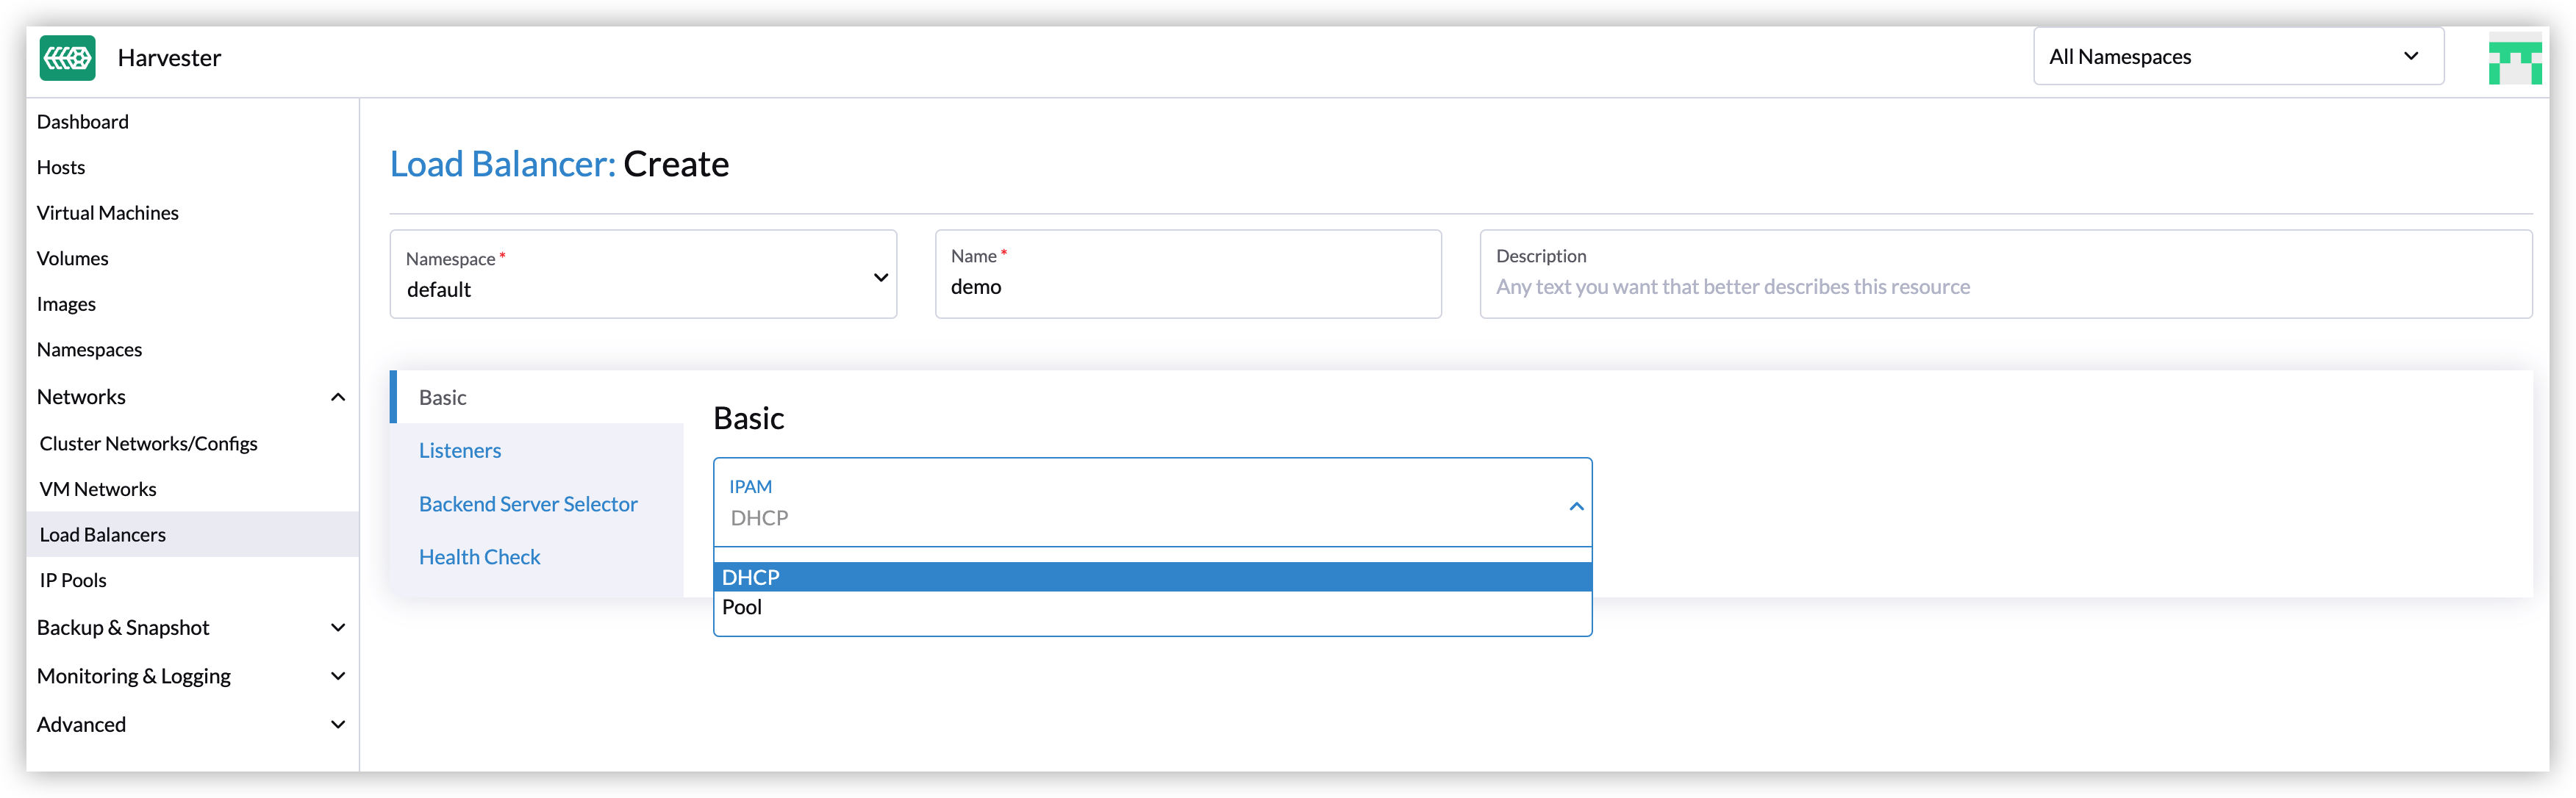 Harvester
All Namespaces
Dashboard
Hosts
Virtual Machines
Volumes
Images
Namespaces
Networks
Cluster Networks/Configs
VM Networks
Load Balancers
IP Pools
Backup & Snapshot
Monitoring & Logging
Advanced
Load Balancer: Create
Namespace *
default
Name *
demo
Description
Any text you want that better describes this resource
Basic
Listeners
Backend Server Selector
Health Check
Basic
IPAM
DHCP
DHCP
Pool